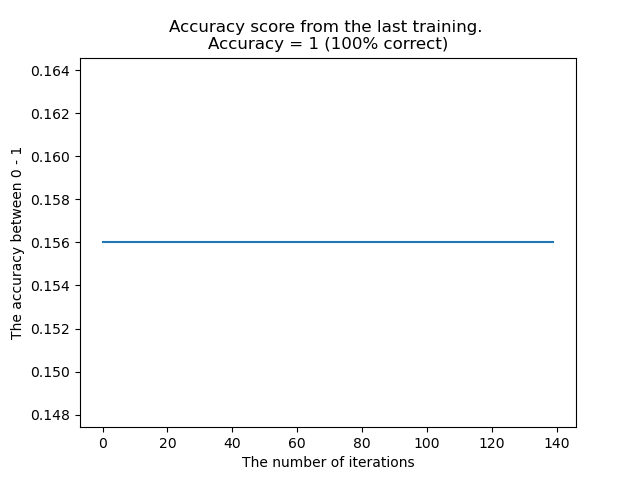 Accuracy score from the last training.
Accuracy = 1 (100% correct)
0.164
0.162
0.160
0.158
0.156
0.154
0.152
0.150
0.148
The accuracy between 0 - 1
0 20 40 60 80 100 120 140
The number of iterations